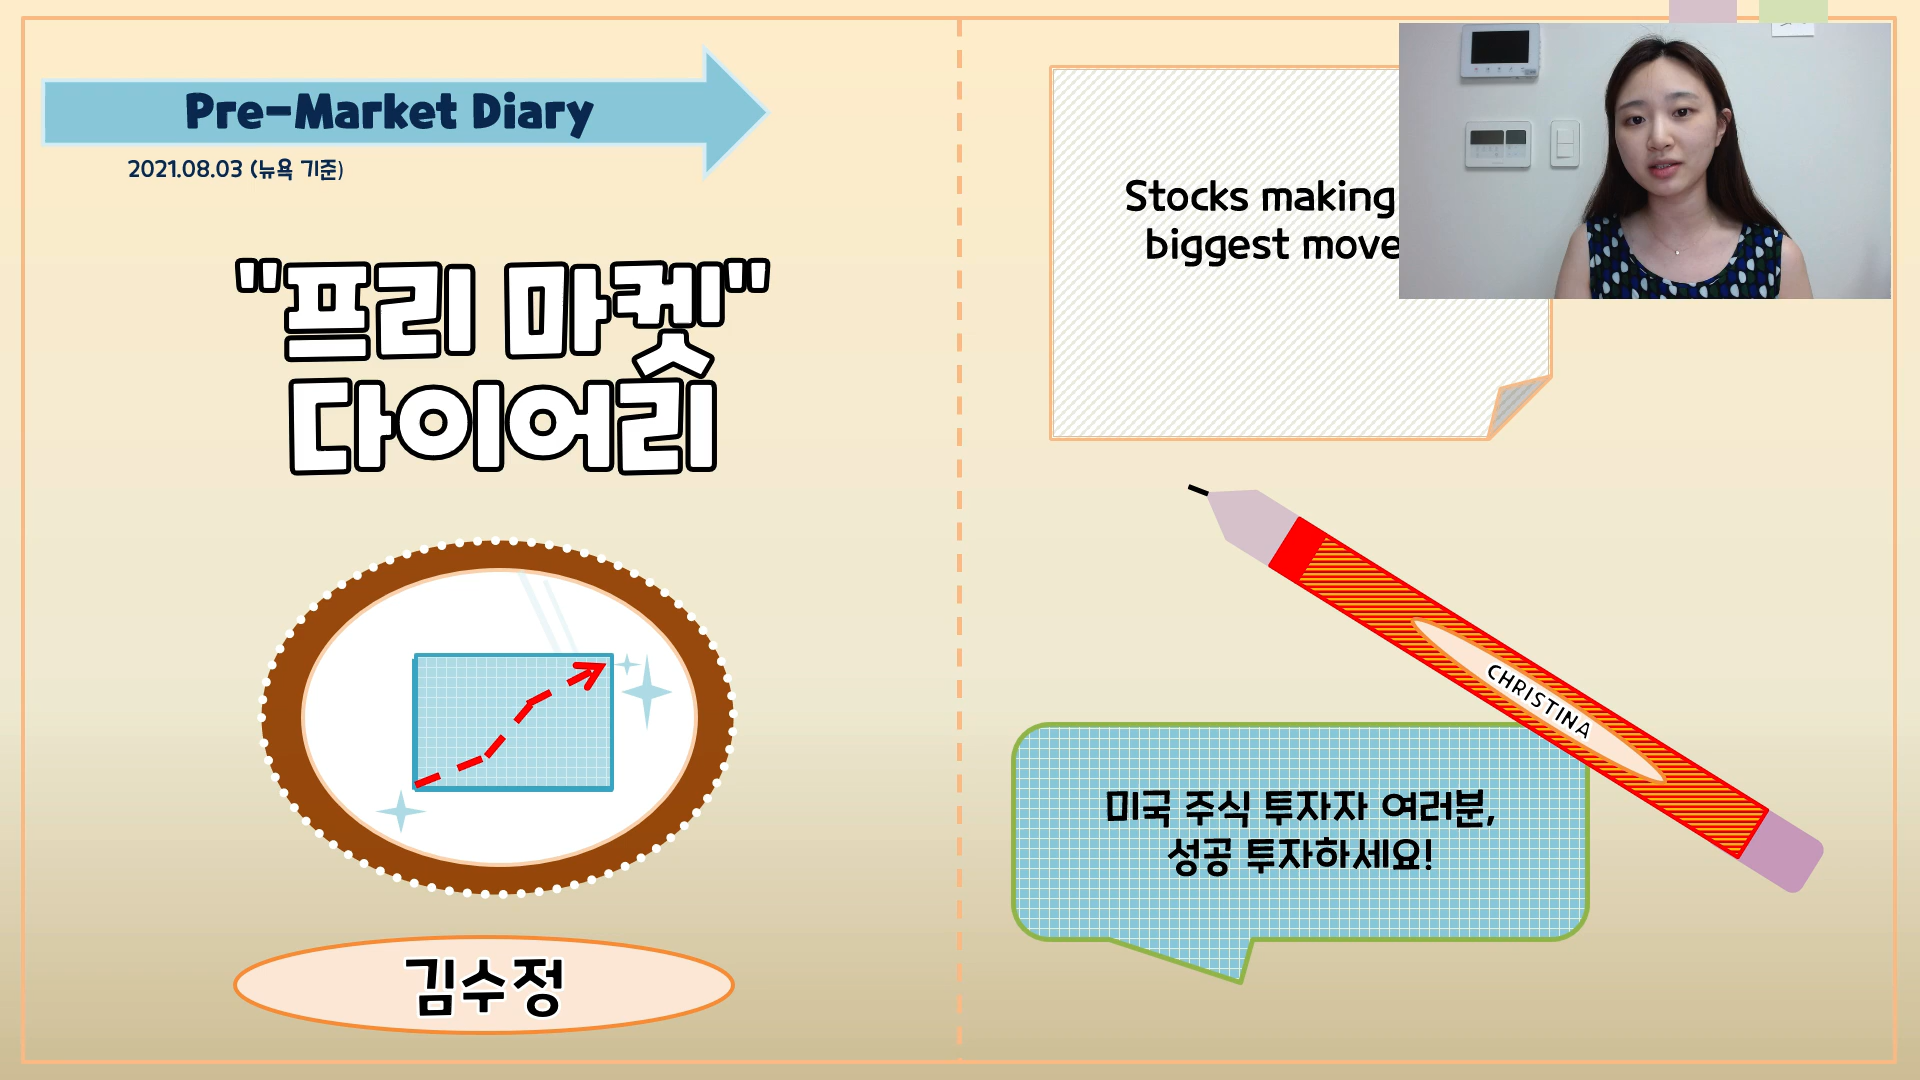 Pre-Market Diary
2021.08.03 (뉴욕 기준)
"프리 마켓"
다이어리
김수정
Stocks making
biggest move
CHRISTINA
미국 주식 투자자 여러분,
성공 투자하세요!